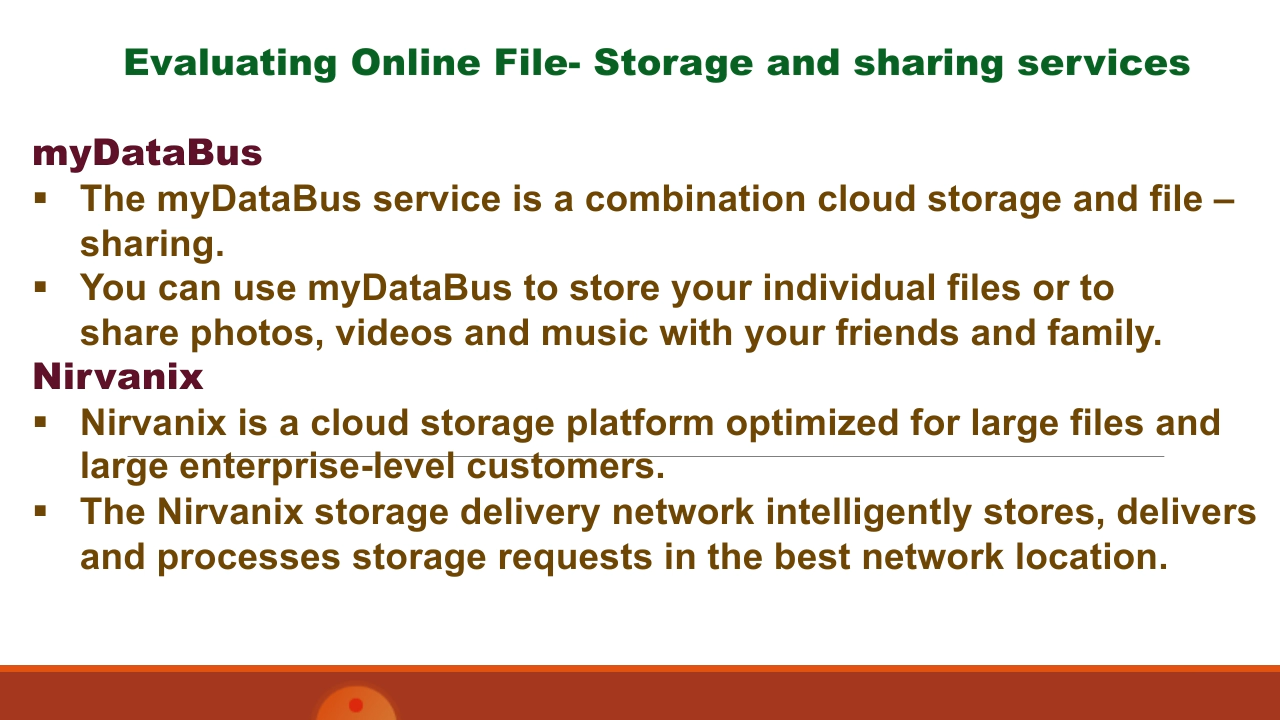 Evaluating Online File- Storage and sharing services
myDataBus
▪ The myDataBus service is a combination cloud storage and file –
sharing.
▪ You can use myDataBus to store your individual files or to
share photos, videos and music with your friends and family.
Nirvanix
▪ Nirvanix is a cloud storage platform optimized for large files and
large enterprise-level customers.
▪ The Nirvanix storage delivery network intelligently stores, delivers
and processes storage requests in the best network location.